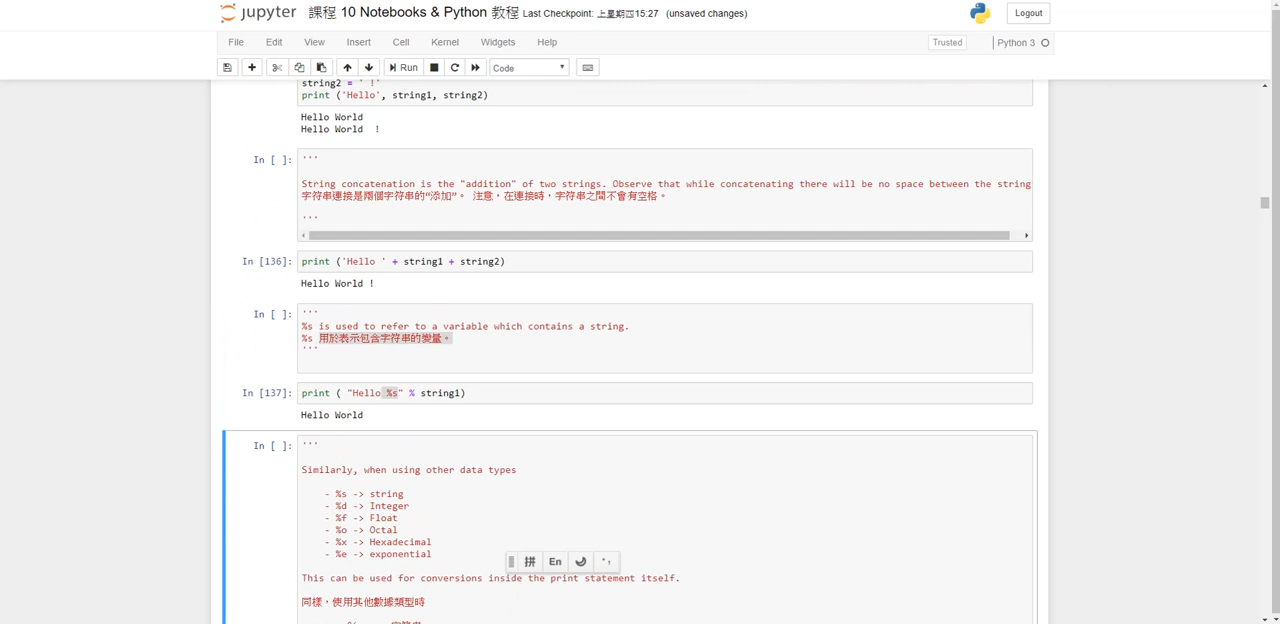 jupyter 課程 10 Notebooks & Python 教程 Last Checkpoint: 上星期四15:27 (unsaved changes) Logout
File Edit View Insert Cell Kernel Widgets Help Trusted Python 3
Run Code
string2 = ' !'
print ('Hello', string1, string2)
Hello World
Hello World  !
In [ ]: '''
String concatenation is the "addition" of two strings. Observe that while concatenating there will be no space between the string
字符串連接是兩個字符串的“添加”。 注意，在連接時，字符串之間不會有空格。
'''
In [136]: print ('Hello ' + string1 + string2)
Hello World !
In [ ]: '''
%s is used to refer to a variable which contains a string.
%s 用於表示包含字符串的變量。
'''
In [137]: print ( "Hello %s" % string1)
Hello World
In [ ]: '''
Similarly, when using other data types
- %s -> string
- %d -> Integer
- %f -> Float
- %o -> Octal
- %x -> Hexadecimal
- %e -> exponential
拼 En
This can be used for conversions inside the print statement itself.
同樣，使用其他數據類型時